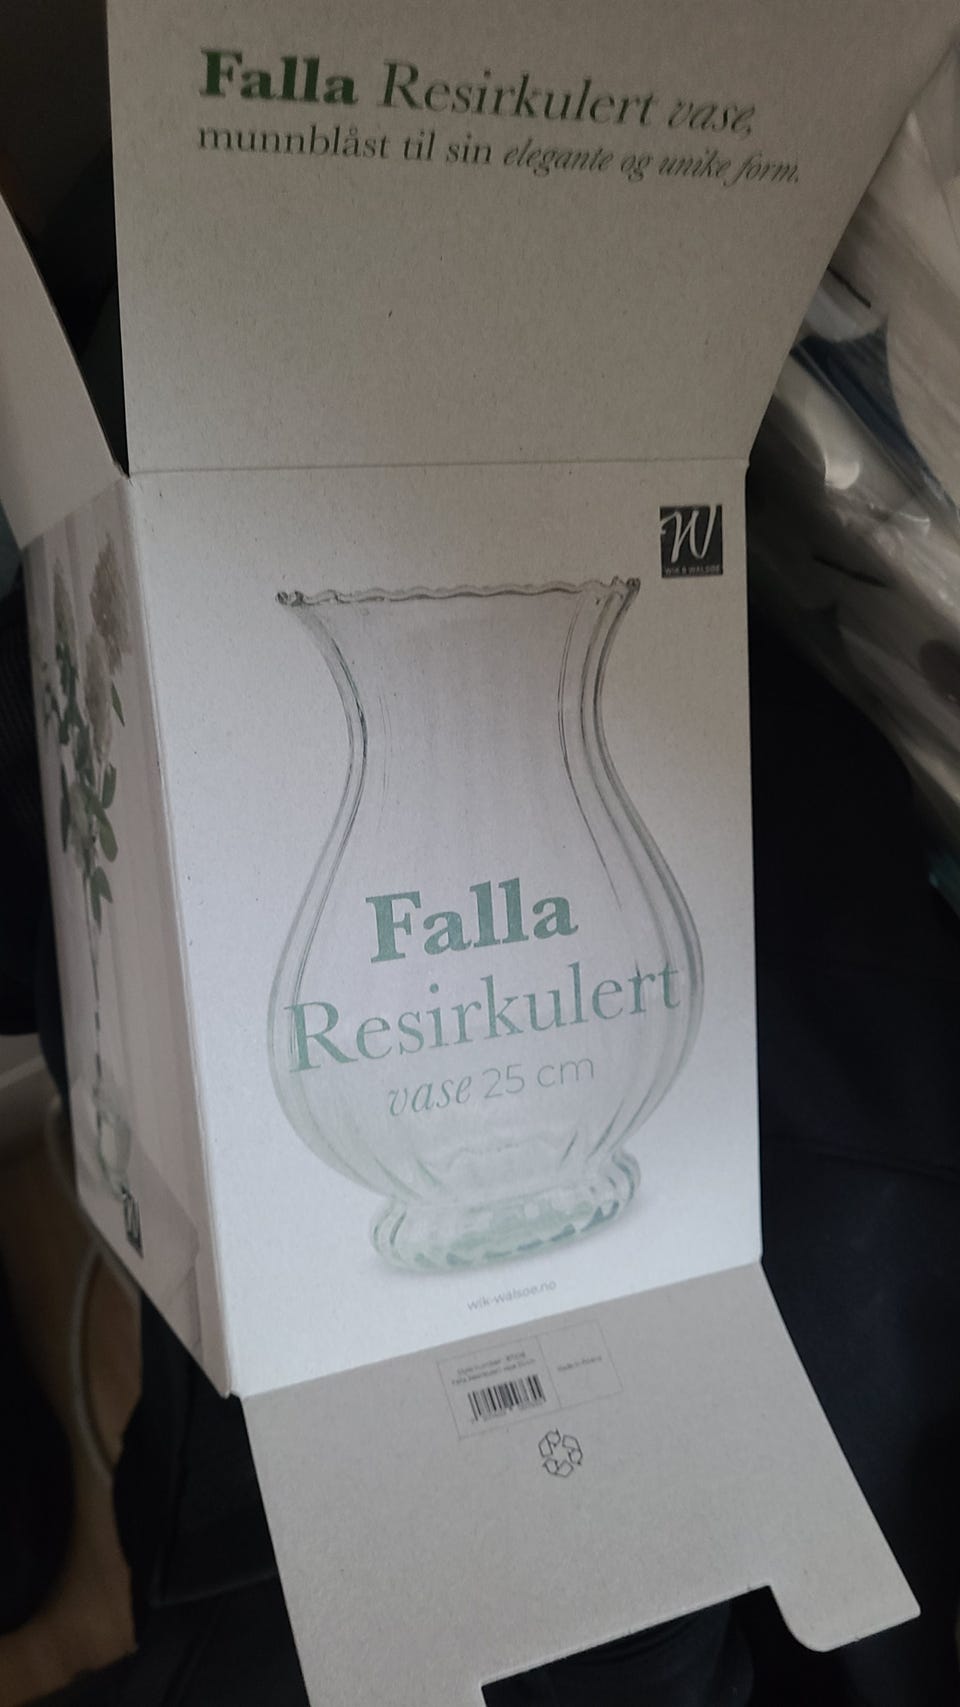 Falla Resirkulert vase,
munnblåst til sin elegante og unike form.
W
WIK & WALSØE
Falla
Resirkulert
vase 25 cm
wik-walsoe.no